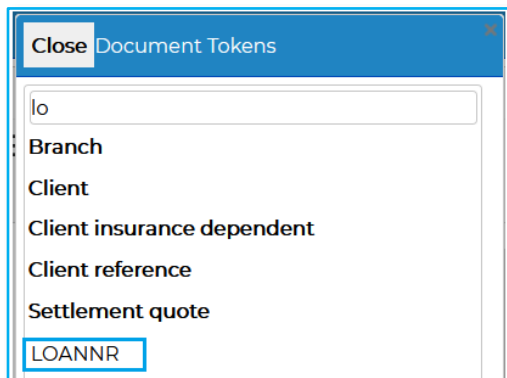 Close Document Tokens
lo
Branch
Client
Client insurance dependent
Client reference
Settlement quote
LOANNR